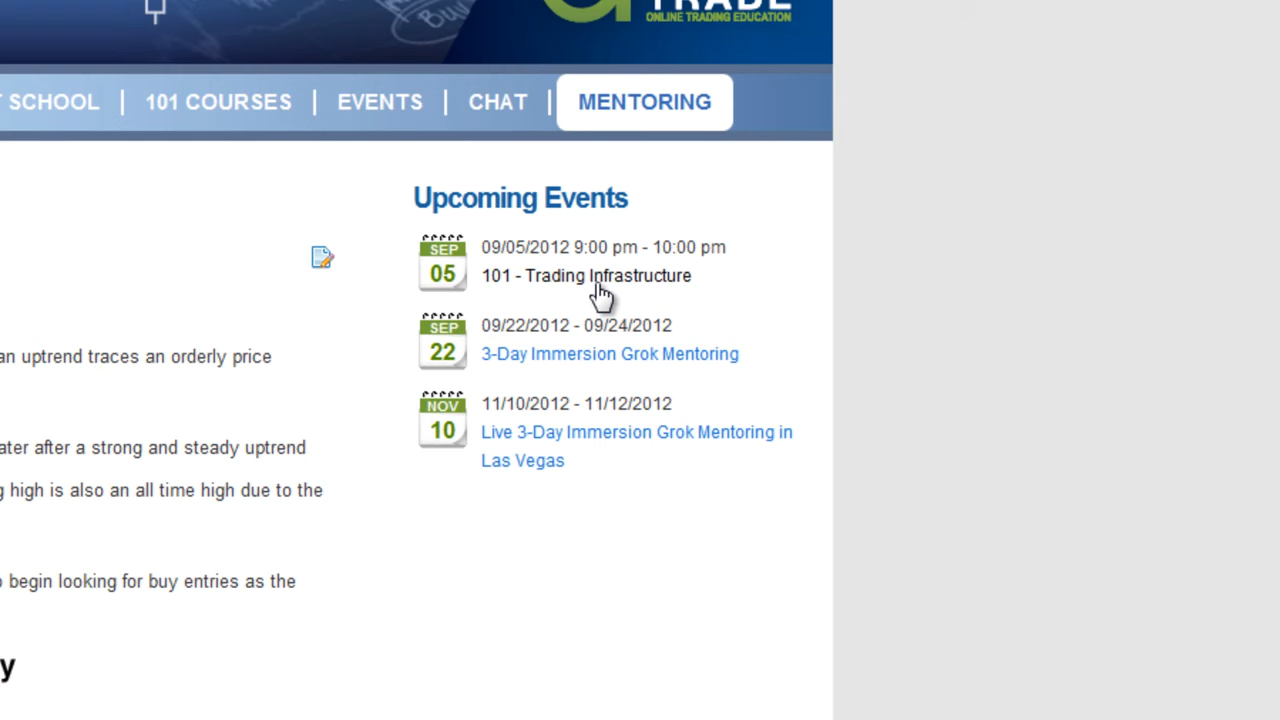 Buy
TRADE
ONLINE TRADING EDUCATION
SCHOOL | 101 COURSES | EVENTS | CHAT | MENTORING
Upcoming Events
SEP
05
09/05/2012 9:00 pm - 10:00 pm
101 - Trading Infrastructure
SEP
22
09/22/2012 - 09/24/2012
3-Day Immersion Grok Mentoring
NOV
10
11/10/2012 - 11/12/2012
Live 3-Day Immersion Grok Mentoring in
Las Vegas
an uptrend traces an orderly price
ater after a strong and steady uptrend
g high is also an all time high due to the
o begin looking for buy entries as the
y